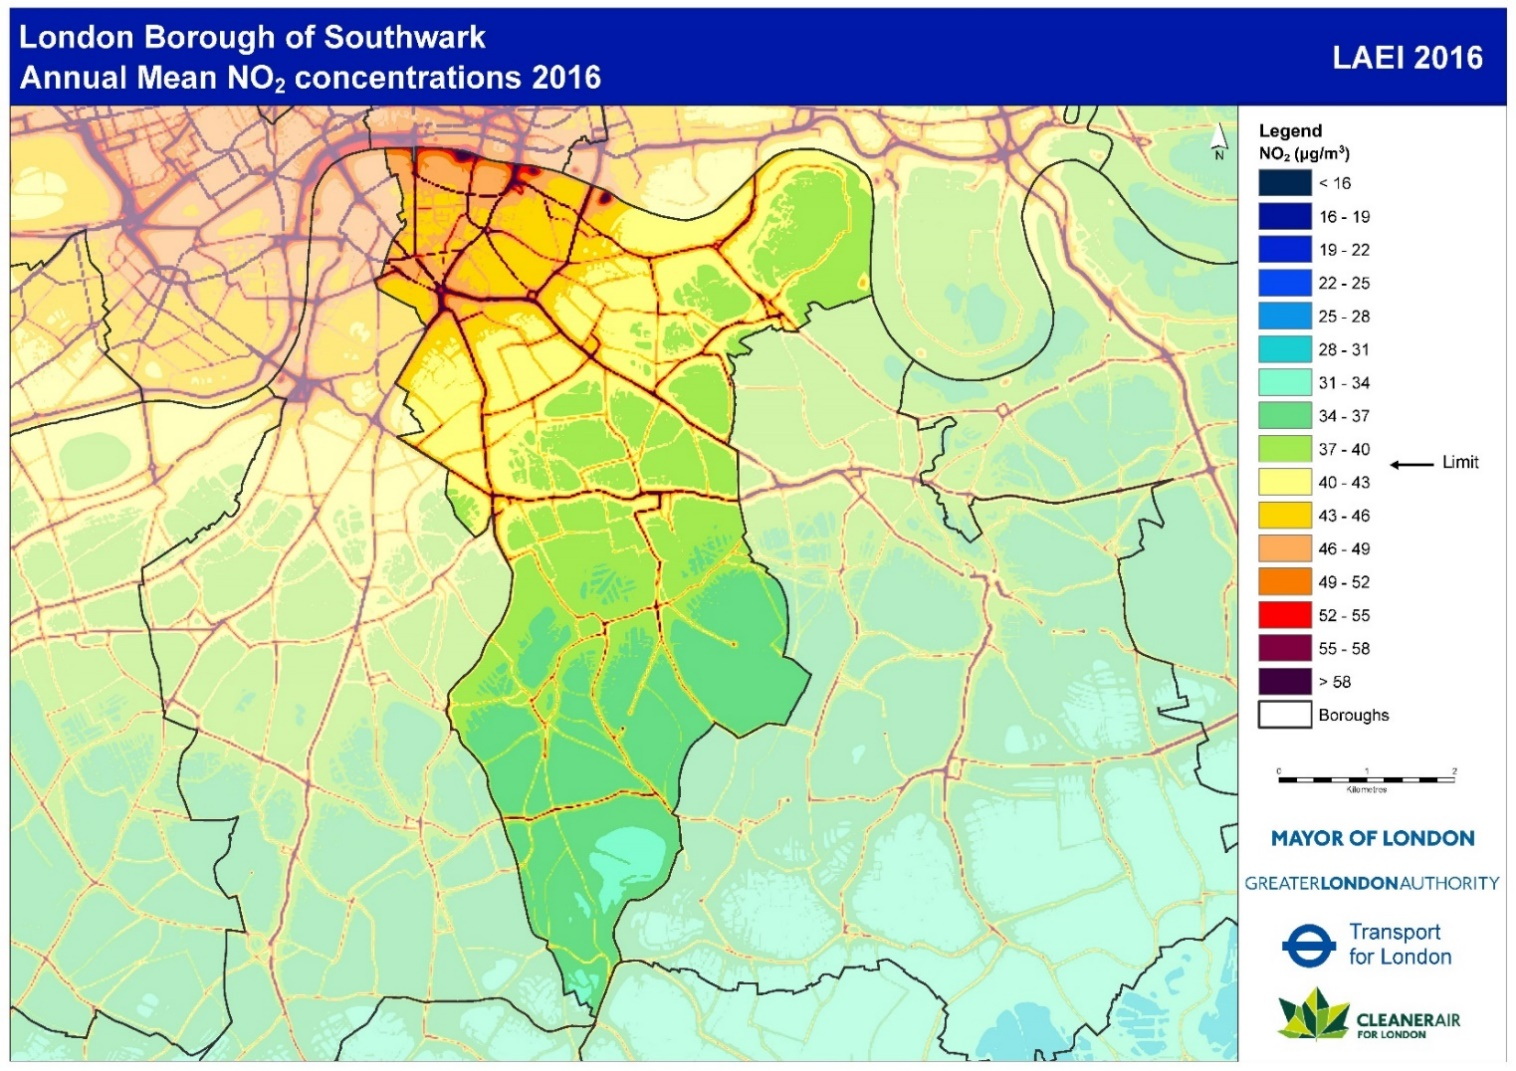 London Borough of Southwark
Annual Mean NO₂ concentrations 2016
LAEI 2016
N
Legend
NO₂ (µg/m³)
< 16
16 - 19
19 - 22
22 - 25
25 - 28
28 - 31
31 - 34
34 - 37
37 - 40
Limit
40 - 43
43 - 46
46 - 49
49 - 52
52 - 55
55 - 58
> 58
Boroughs
0 1 2
Kilometres
MAYOR OF LONDON
GREATERLONDONAUTHORITY
Transport
for London
CLEANERAIR
FOR LONDON